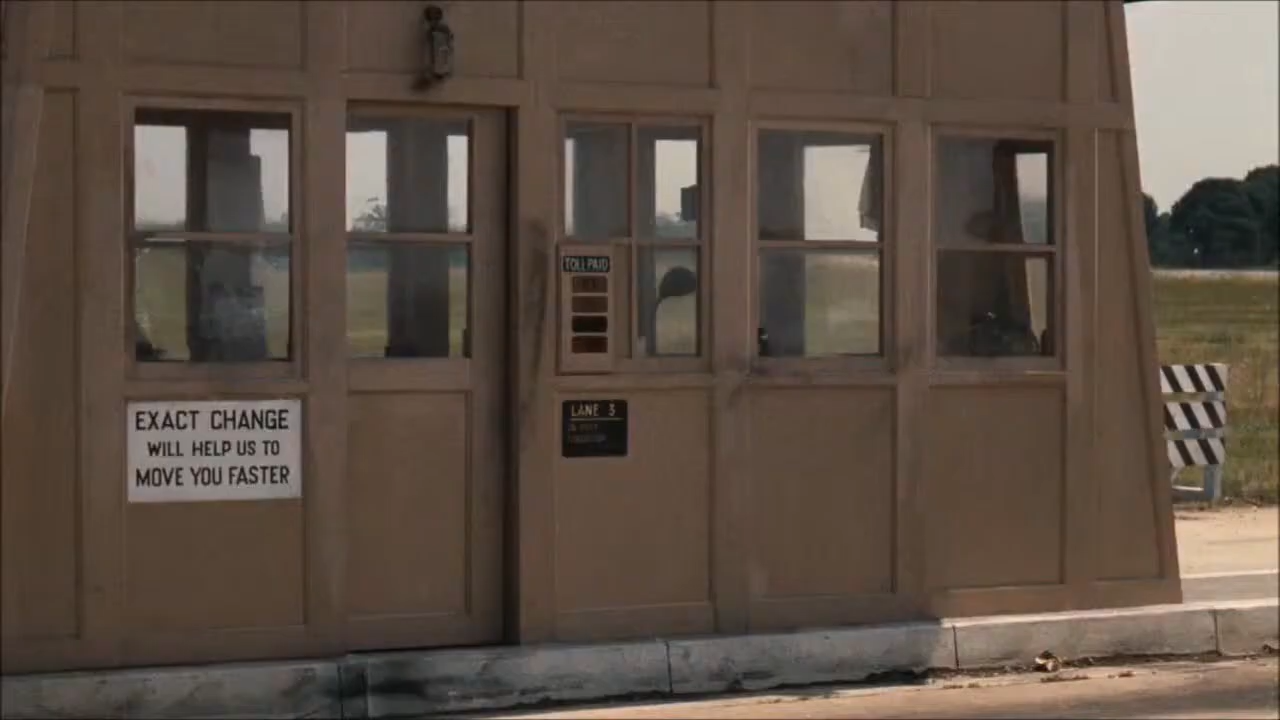 TOLL PAID
EXACT CHANGE
WILL HELP US TO
MOVE YOU FASTER
LANE 3